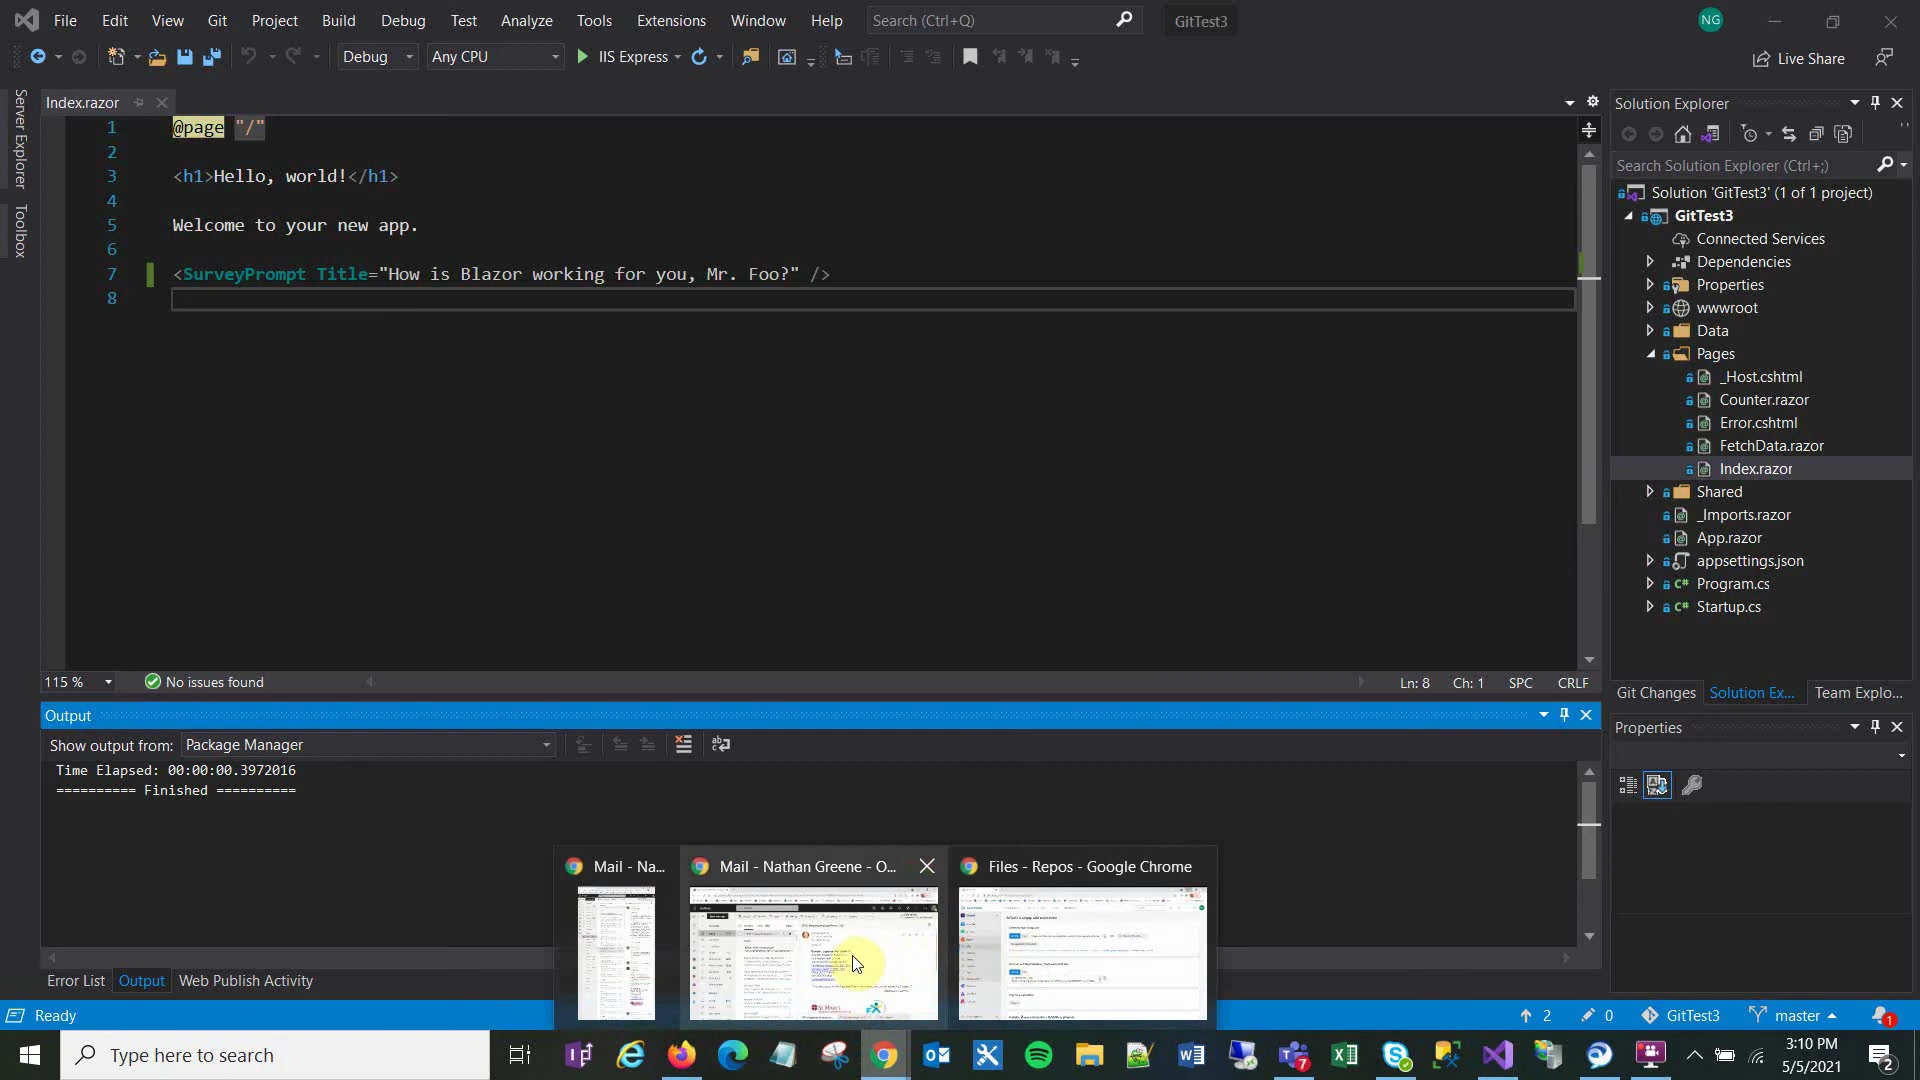 File Edit View Git Project Build Debug Test Analyze Tools Extensions Window Help Search (Ctrl+Q) GitTest3 NG
Debug Any CPU IIS Express Live Share
Server Explorer
Toolbox
Index.razor
1 @page "/"
2
3 <h1>Hello, world!</h1>
4
5 Welcome to your new app.
6
7 <SurveyPrompt Title="How is Blazor working for you, Mr. Foo?" />
8
115 % No issues found Ln: 8 Ch: 1 SPC CRLF
Solution Explorer
Search Solution Explorer (Ctrl+;)
Solution 'GitTest3' (1 of 1 project)
GitTest3
Connected Services
Dependencies
Properties
wwwroot
Data
Pages
_Host.cshtml
Counter.razor
Error.cshtml
FetchData.razor
Index.razor
Shared
_Imports.razor
App.razor
appsettings.json
C# Program.cs
C# Startup.cs
Git Changes Solution Ex... Team Explo...
Properties
Output
Show output from: Package Manager
Time Elapsed: 00:00:00.3972016
========== Finished ==========
Mail - Na... Mail - Nathan Greene - O... Files - Repos - Google Chrome
Error List Output Web Publish Activity
Ready 2 0 GitTest3 master 1
Type here to search 7 3:10 PM
5/5/2021 2